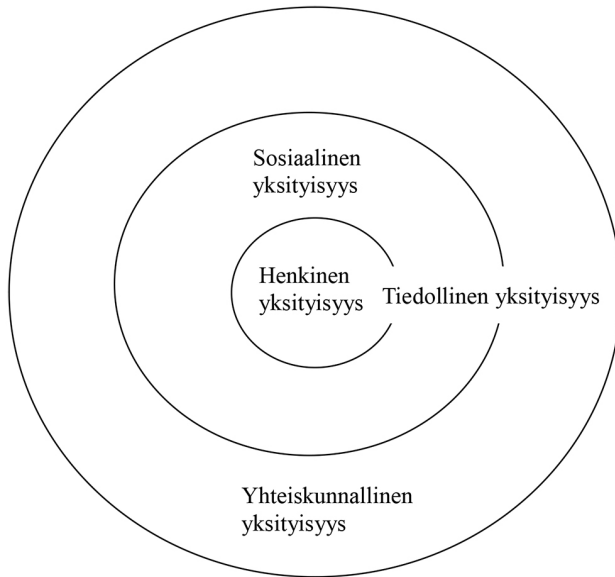 Sosiaalinen
yksityisyys
Henkinen
yksityisyys
Tiedollinen yksityisyys
Yhteiskunnallinen
yksityisyys